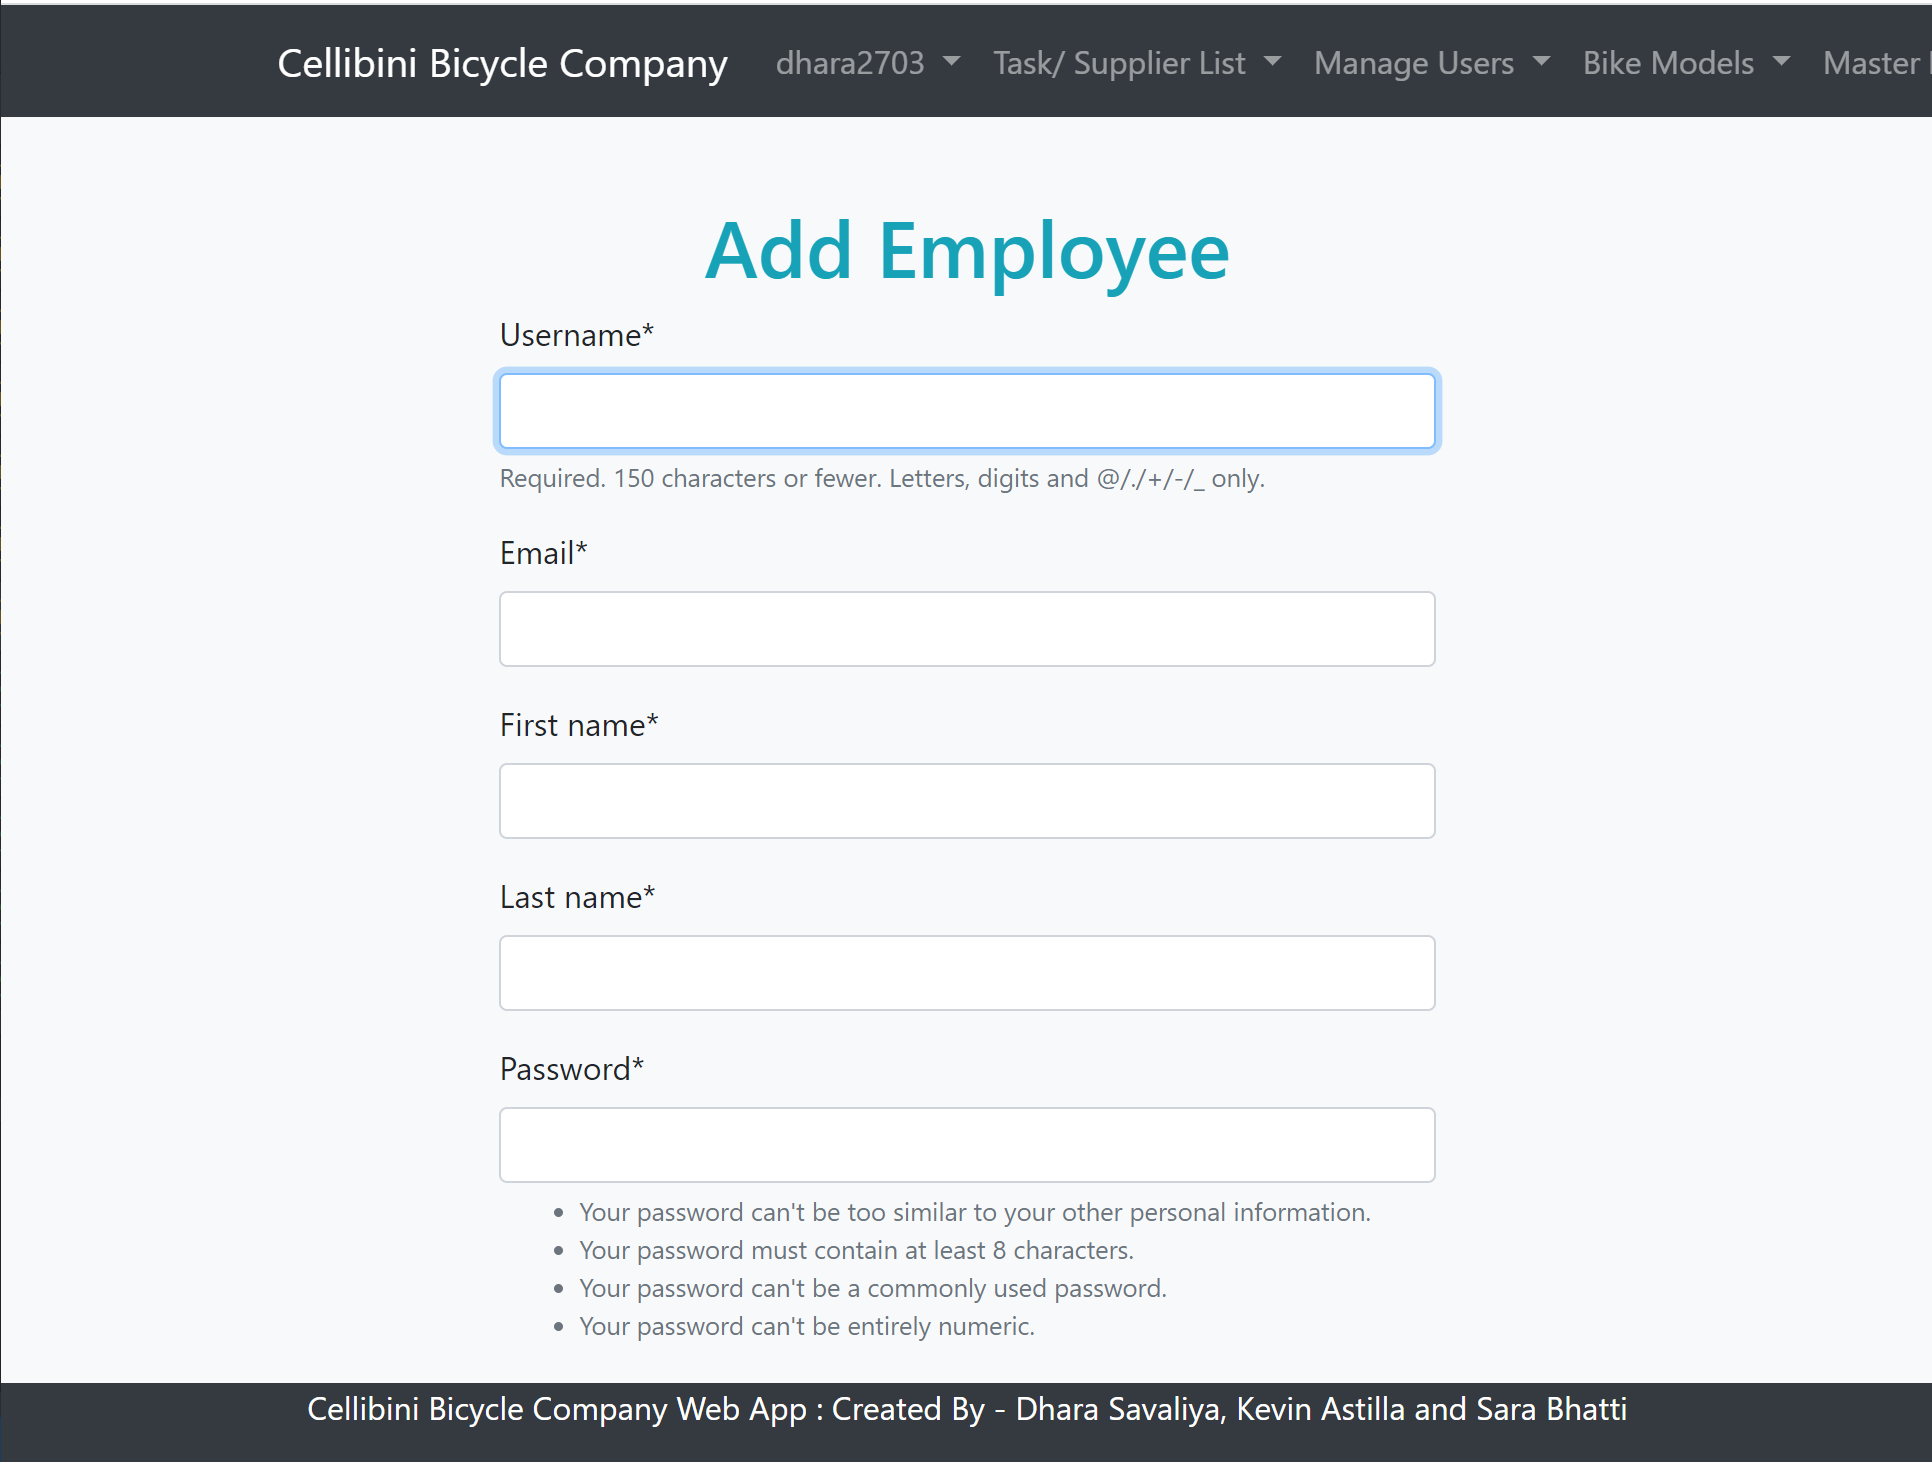 Cellibini Bicycle Company dhara2703 Task/ Supplier List Manage Users Bike Models Master
Add Employee
Username*
Required. 150 characters or fewer. Letters, digits and @/./+/-/_ only.
Email*
First name*
Last name*
Password*
• Your password can't be too similar to your other personal information.
• Your password must contain at least 8 characters.
• Your password can't be a commonly used password.
• Your password can't be entirely numeric.
Cellibini Bicycle Company Web App : Created By - Dhara Savaliya, Kevin Astilla and Sara Bhatti